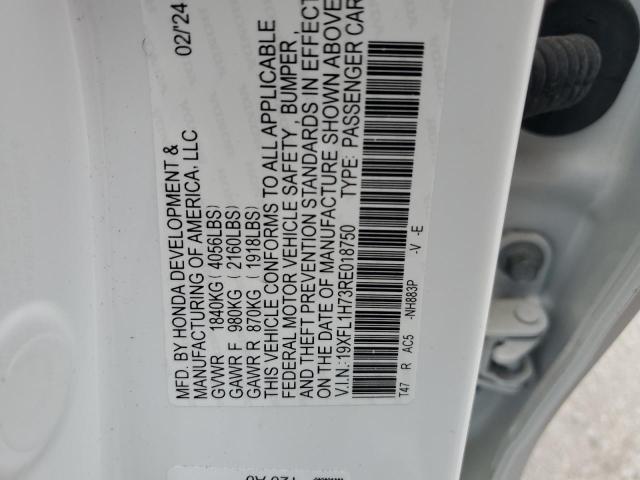 MFD. BY HONDA DEVELOPMENT & 02/'24
MANUFACTURING OF AMERICA, LLC
GVWR 1840KG ( 4056LBS)
GAWR F 980KG ( 2160LBS)
GAWR R 870KG ( 1918LBS)
THIS VEHICLE CONFORMS TO ALL APPLICABLE
FEDERAL MOTOR VEHICLE SAFETY, BUMPER,
AND THEFT PREVENTION STANDARDS IN EFFECT
ON THE DATE OF MANUFACTURE SHOWN ABOVE
V.I.N: 19XFL1H73RE018750 TYPE: PASSENGER CAR
T47 R AC5 -NH883P -V -E